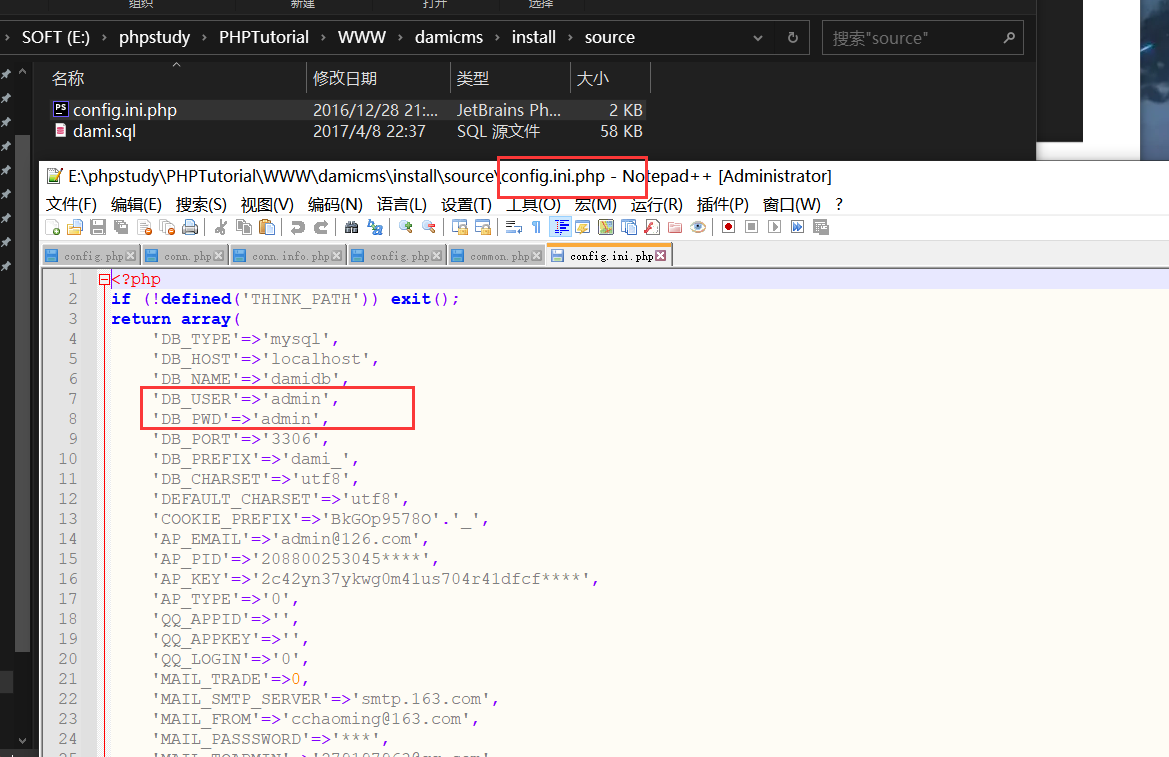 组织 新建 打开 选择
SOFT (E:) › phpstudy › PHPTutorial › WWW › damicms › install › source
搜索"source"
名称 修改日期 类型 大小
config.ini.php 2016/12/28 21:... JetBrains Ph... 2 KB
dami.sql 2017/4/8 22:37 SQL 源文件 58 KB
E:\phpstudy\PHPTutorial\WWW\damicms\install\source\config.ini.php - Notepad++ [Administrator]
文件(F) 编辑(E) 搜索(S) 视图(V) 编码(N) 语言(L) 设置(T) 工具(O) 宏(M) 运行(R) 插件(P) 窗口(W) ?
config.php conn.php conn.info.php config.php common.php config.ini.php
1 <?php
2 if (!defined('THINK_PATH')) exit();
3 return array(
4 'DB_TYPE'=>'mysql',
5 'DB_HOST'=>'localhost',
6 'DB_NAME'=>'damidb',
7 'DB_USER'=>'admin',
8 'DB_PWD'=>'admin',
9 'DB_PORT'=>'3306',
10 'DB_PREFIX'=>'dami_',
11 'DB_CHARSET'=>'utf8',
12 'DEFAULT_CHARSET'=>'utf8',
13 'COOKIE_PREFIX'=>'BkGOp9578O'.'_',
14 'AP_EMAIL'=>'admin@126.com',
15 'AP_PID'=>'208800253045****',
16 'AP_KEY'=>'2c42yn37ykwg0m41us704r41dfcf****',
17 'AP_TYPE'=>'0',
18 'QQ_APPID'=>'',
19 'QQ_APPKEY'=>'',
20 'QQ_LOGIN'=>'0',
21 'MAIL_TRADE'=>0,
22 'MAIL_SMTP_SERVER'=>'smtp.163.com',
23 'MAIL_FROM'=>'cchaoming@163.com',
24 'MAIL_PASSSWORD'=>'***',